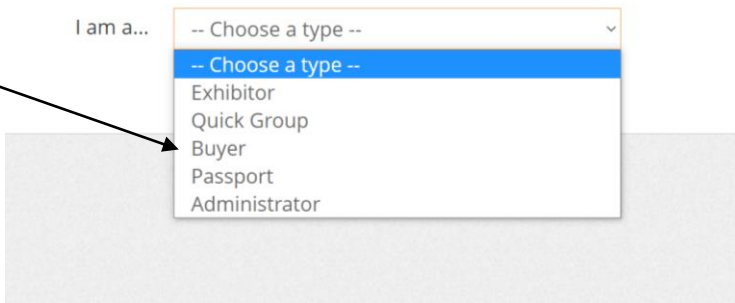 I am a... -- Choose a type --
-- Choose a type --
Exhibitor
Quick Group
Buyer
Passport
Administrator